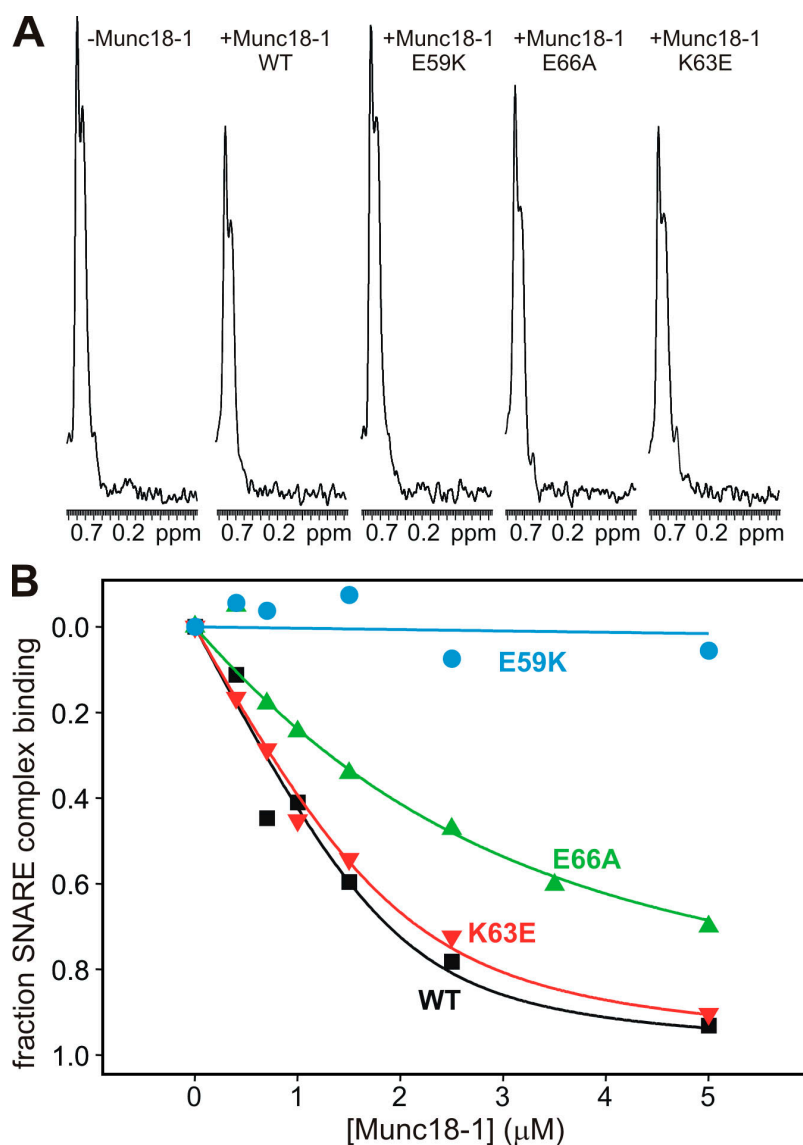 A
-Munc18-1 +Munc18-1 +Munc18-1 +Munc18-1 +Munc18-1
WT E59K E66A K63E
0.7 0.2 ppm 0.7 0.2 ppm 0.7 0.2 ppm 0.7 0.2 ppm 0.7 0.2 ppm
B
fraction SNARE complex binding
0.0
0.2
0.4
0.6
0.8
1.0
E59K
E66A
K63E
WT
0 1 2 3 4 5
[Munc18-1] (μM)